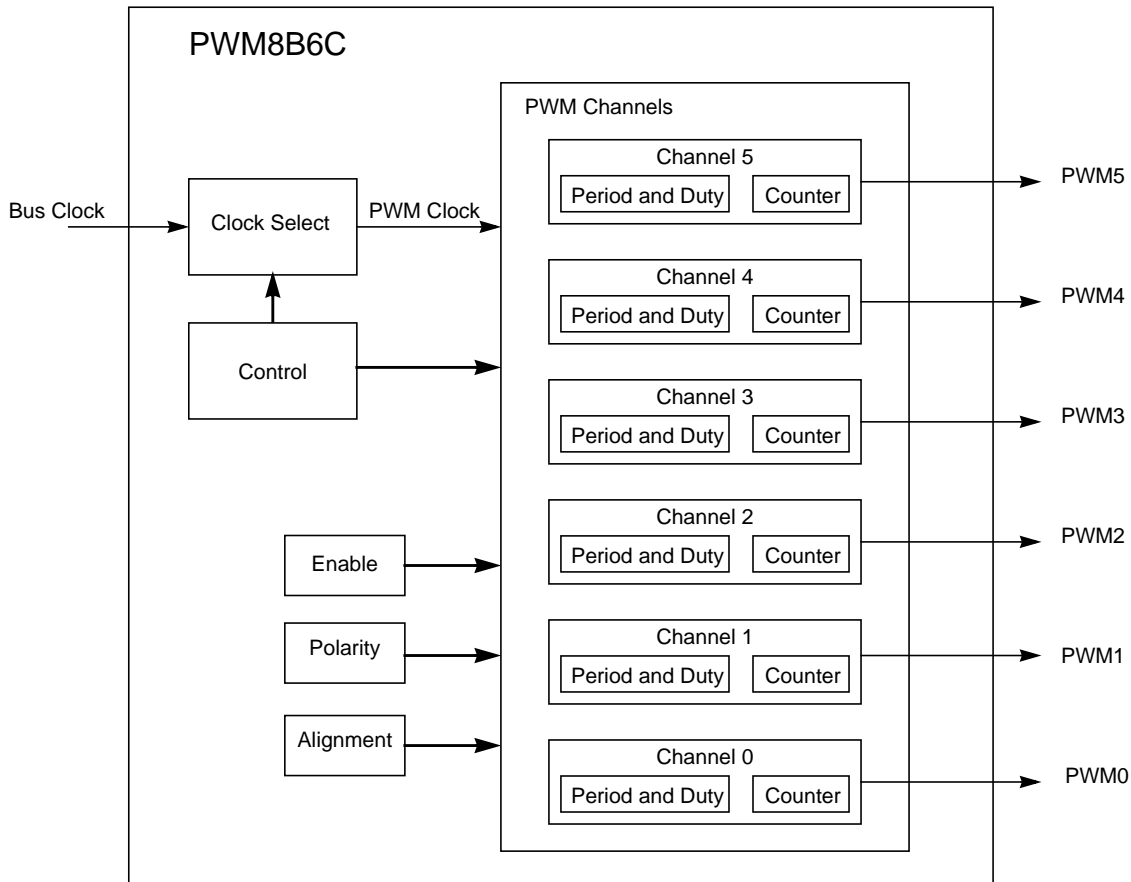 PWM8B6C
PWM Channels
Channel 5
Period and Duty
Counter
PWM5
Bus Clock
Clock Select
PWM Clock
Channel 4
Period and Duty
Counter
PWM4
Control
Channel 3
Period and Duty
Counter
PWM3
Channel 2
Period and Duty
Counter
PWM2
Enable
Channel 1
Period and Duty
Counter
PWM1
Polarity
Alignment
Channel 0
Period and Duty
Counter
PWM0